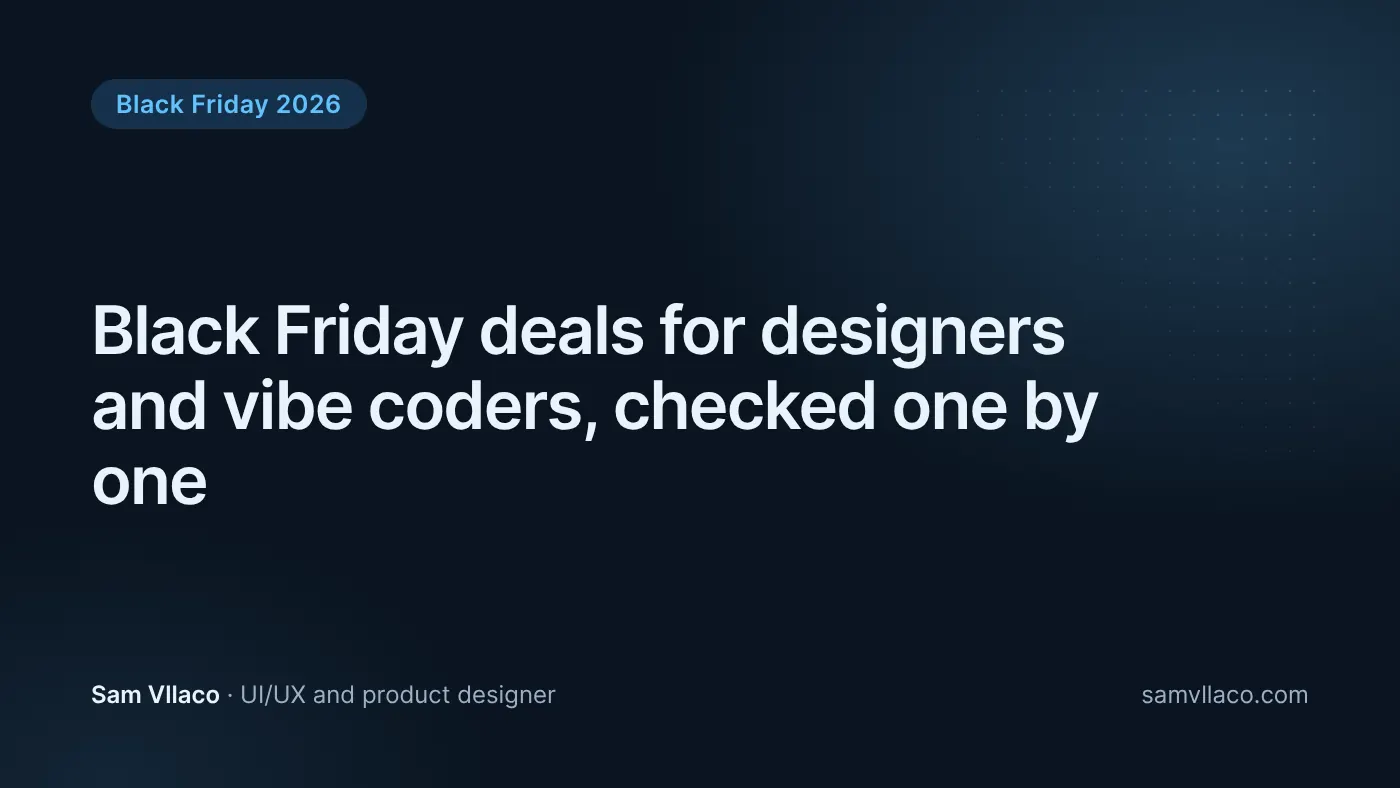 Black Friday 2026
Black Friday deals for designers
and vibe coders, checked one by
one
Sam Vllaco · UI/UX and product designer
samvllaco.com